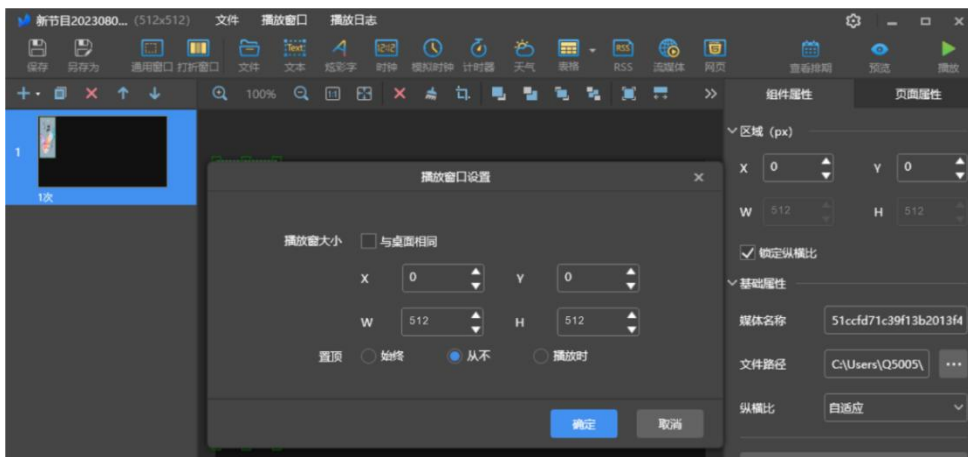 新节目2023080... (512x512) 文件 播放窗口 播放日志
12:12 Text RSS
保存 另存为 通用窗口 打折窗口 文件 文本 炫彩字 时钟 模拟时钟 计时器 天气 表格 RSS 流媒体 网页 查看排期 预览 播放
100% 1:1 组件属性 页面属性
区域（px）
1
X 0 Y 0
1次
W 512 H 512
锁定纵横比
基础属性
媒体名称 51ccfd71c39f13b2013f4
文件路径 C:\Users\Q5005\ ...
纵横比 自适应
播放窗口设置
播放窗大小 与桌面相同
X 0 Y 0
W 512 H 512
置顶 始终 从不 播放时
确定 取消